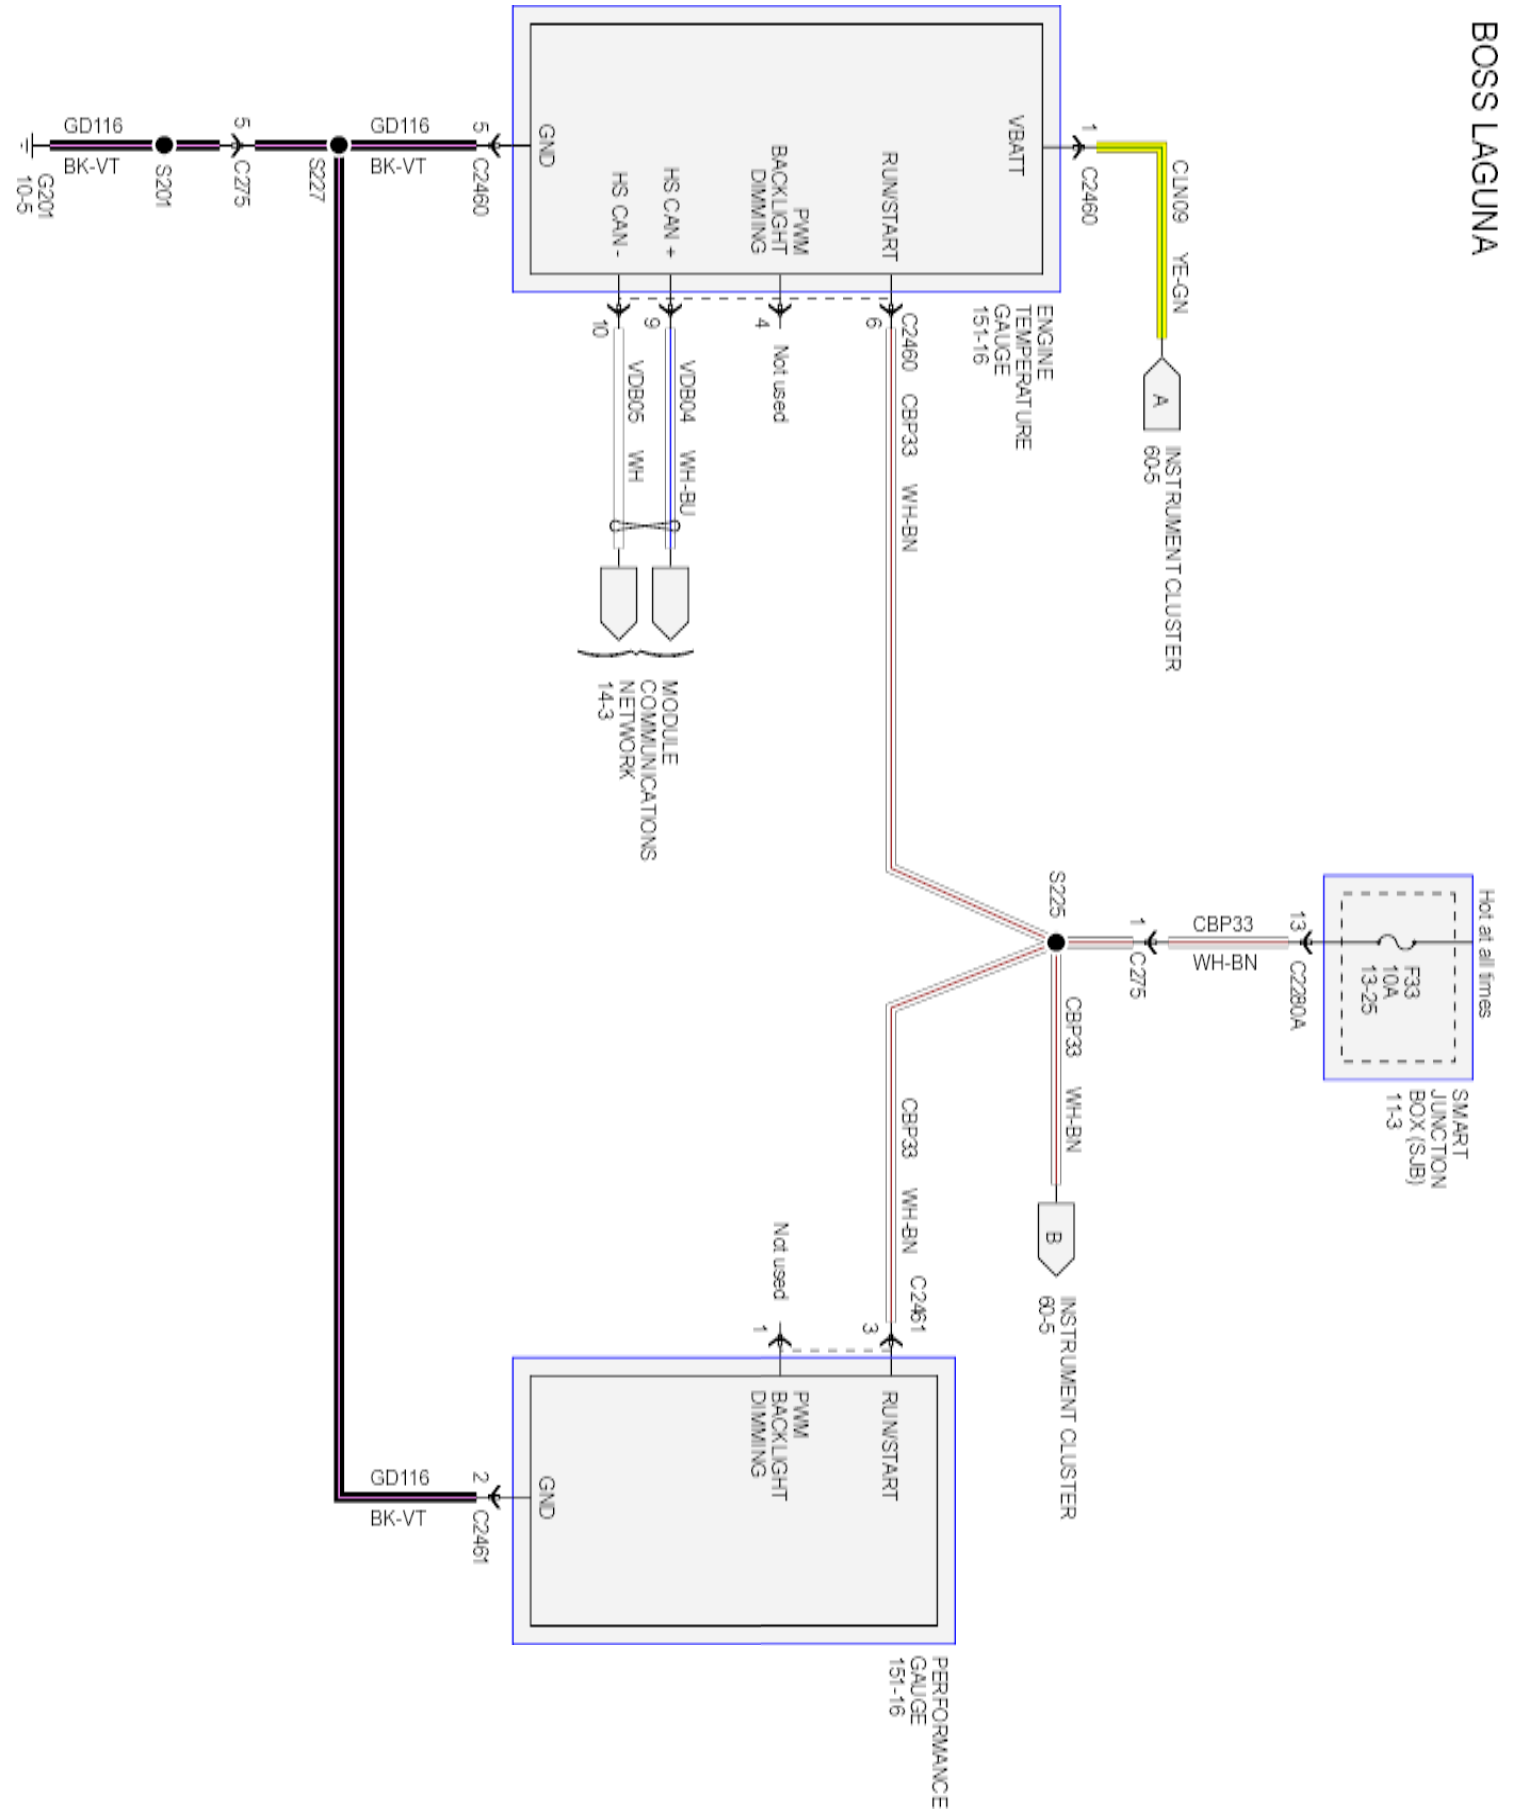 BOSS LAGUNA
Hot at all times
F33
10A
13-25
SMART
JUNCTION
BOX (SJB)
11-3
13
C2280A
CBP33
WH-BN
1
C275
S225
CLN09 YE-GN
A
INSTRUMENT CLUSTER
60-5
1
C2460
CBP33 WH-BN
B
INSTRUMENT CLUSTER
60-5
VBATT
RUN/START
PWM
BACKLIGHT
DIMMING
HS CAN +
HS CAN -
GND
ENGINE
TEMPERATURE
GAUGE
151-16
6
C2460 CBP33 WH-BN
4
Not used
9
VDB04 WH-BU
10
VDB05 WH
MODULE
COMMUNICATIONS
NETWORK
14-3
CBP33 WH-BN C2461
3
Not used
1
RUN/START
PWM
BACKLIGHT
DIMMING
GND
PERFORMANCE
GAUGE
151-16
5
C2460
GD116
BK-VT
2
C2461
GD116
BK-VT
S227
5
C275
S201
GD116
BK-VT
G201
10-5